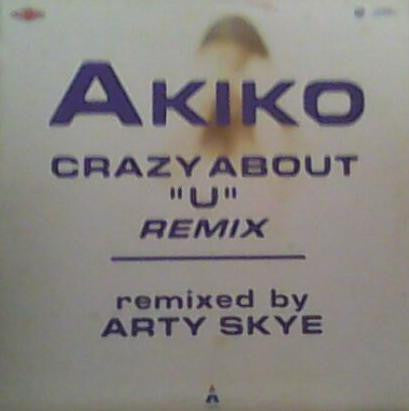 AKIKO
CRAZY ABOUT
"U"
REMIX
remixed by
ARTY SKYE